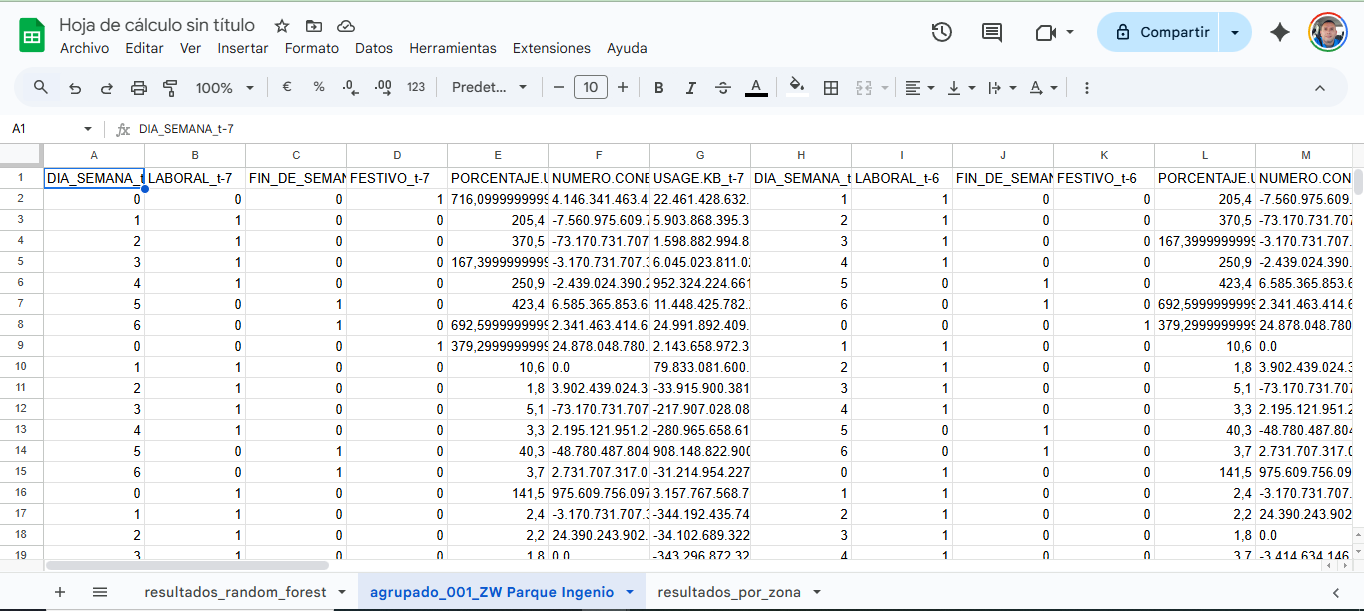 Hoja de cálculo sin título
Archivo Editar Ver Insertar Formato Datos Herramientas Extensiones Ayuda
Compartir
100% € % .0 .00 123 Predet... 10 B I A
A1 fx DIA_SEMANA_t-7
A B C D E F G H I J K L M
1 DIA_SEMANA_t LABORAL_t-7 FIN_DE_SEMAN FESTIVO_t-7 PORCENTAJE.U NUMERO.CONE USAGE.KB_t-7 DIA_SEMANA_t LABORAL_t-6 FIN_DE_SEMAN FESTIVO_t-6 PORCENTAJE.U NUMERO.CON
2 0 0 0 1 716,0999999999 4.146.341.463.4 22.461.428.632. 1 1 0 0 205,4 -7.560.975.609.
3 1 1 0 0 205,4 -7.560.975.609.7 5.903.868.395.3 2 1 0 0 370,5 -73.170.731.707
4 2 1 0 0 370,5 -73.170.731.707 1.598.882.994.8 3 1 0 0 167,3999999999 -3.170.731.707.
5 3 1 0 0 167,3999999999 -3.170.731.707.3 6.045.023.811.02 4 1 0 0 250,9 -2.439.024.390.
6 4 1 0 0 250,9 -2.439.024.390.2 952.324.224.661 5 0 1 0 423,4 6.585.365.853.6
7 5 0 1 0 423,4 6.585.365.853.6 11.448.425.782. 6 0 1 0 692,5999999999 2.341.463.414.6
8 6 0 1 0 692,5999999999 2.341.463.414.6 24.991.892.409. 0 0 0 1 379,2999999999 24.878.048.780
9 0 0 0 1 379,2999999999 24.878.048.780. 2.143.658.972.3 1 1 0 0 10,6 0.0
10 1 1 0 0 10,6 0.0 79.833.081.600. 2 1 0 0 1,8 3.902.439.024.3
11 2 1 0 0 1,8 3.902.439.024.3 -33.915.900.381 3 1 0 0 5,1 -73.170.731.707
12 3 1 0 0 5,1 -73.170.731.707 -217.907.028.08 4 1 0 0 3,3 2.195.121.951.2
13 4 1 0 0 3,3 2.195.121.951.2 -280.965.658.61 5 0 1 0 40,3 -48.780.487.804
14 5 0 1 0 40,3 -48.780.487.804 908.148.822.900 6 0 1 0 3,7 2.731.707.317.0
15 6 0 1 0 3,7 2.731.707.317.0 -31.214.954.227 0 1 0 0 141,5 975.609.756.09
16 0 1 0 0 141,5 975.609.756.097 3.157.767.568.7 1 1 0 0 2,4 -3.170.731.707.
17 1 1 0 0 2,4 -3.170.731.707.3 -344.192.435.74 2 1 0 0 2,2 24.390.243.902
18 2 1 0 0 2,2 24.390.243.902. -34.102.689.322 3 1 0 0 1,8 0.0
19 3 1 0 0 1,8 0.0 -343.296.872.32 4 1 0 0 3,7 -3.414.634.146
resultados_random_forest agrupado_001_ZW Parque Ingenio resultados_por_zona